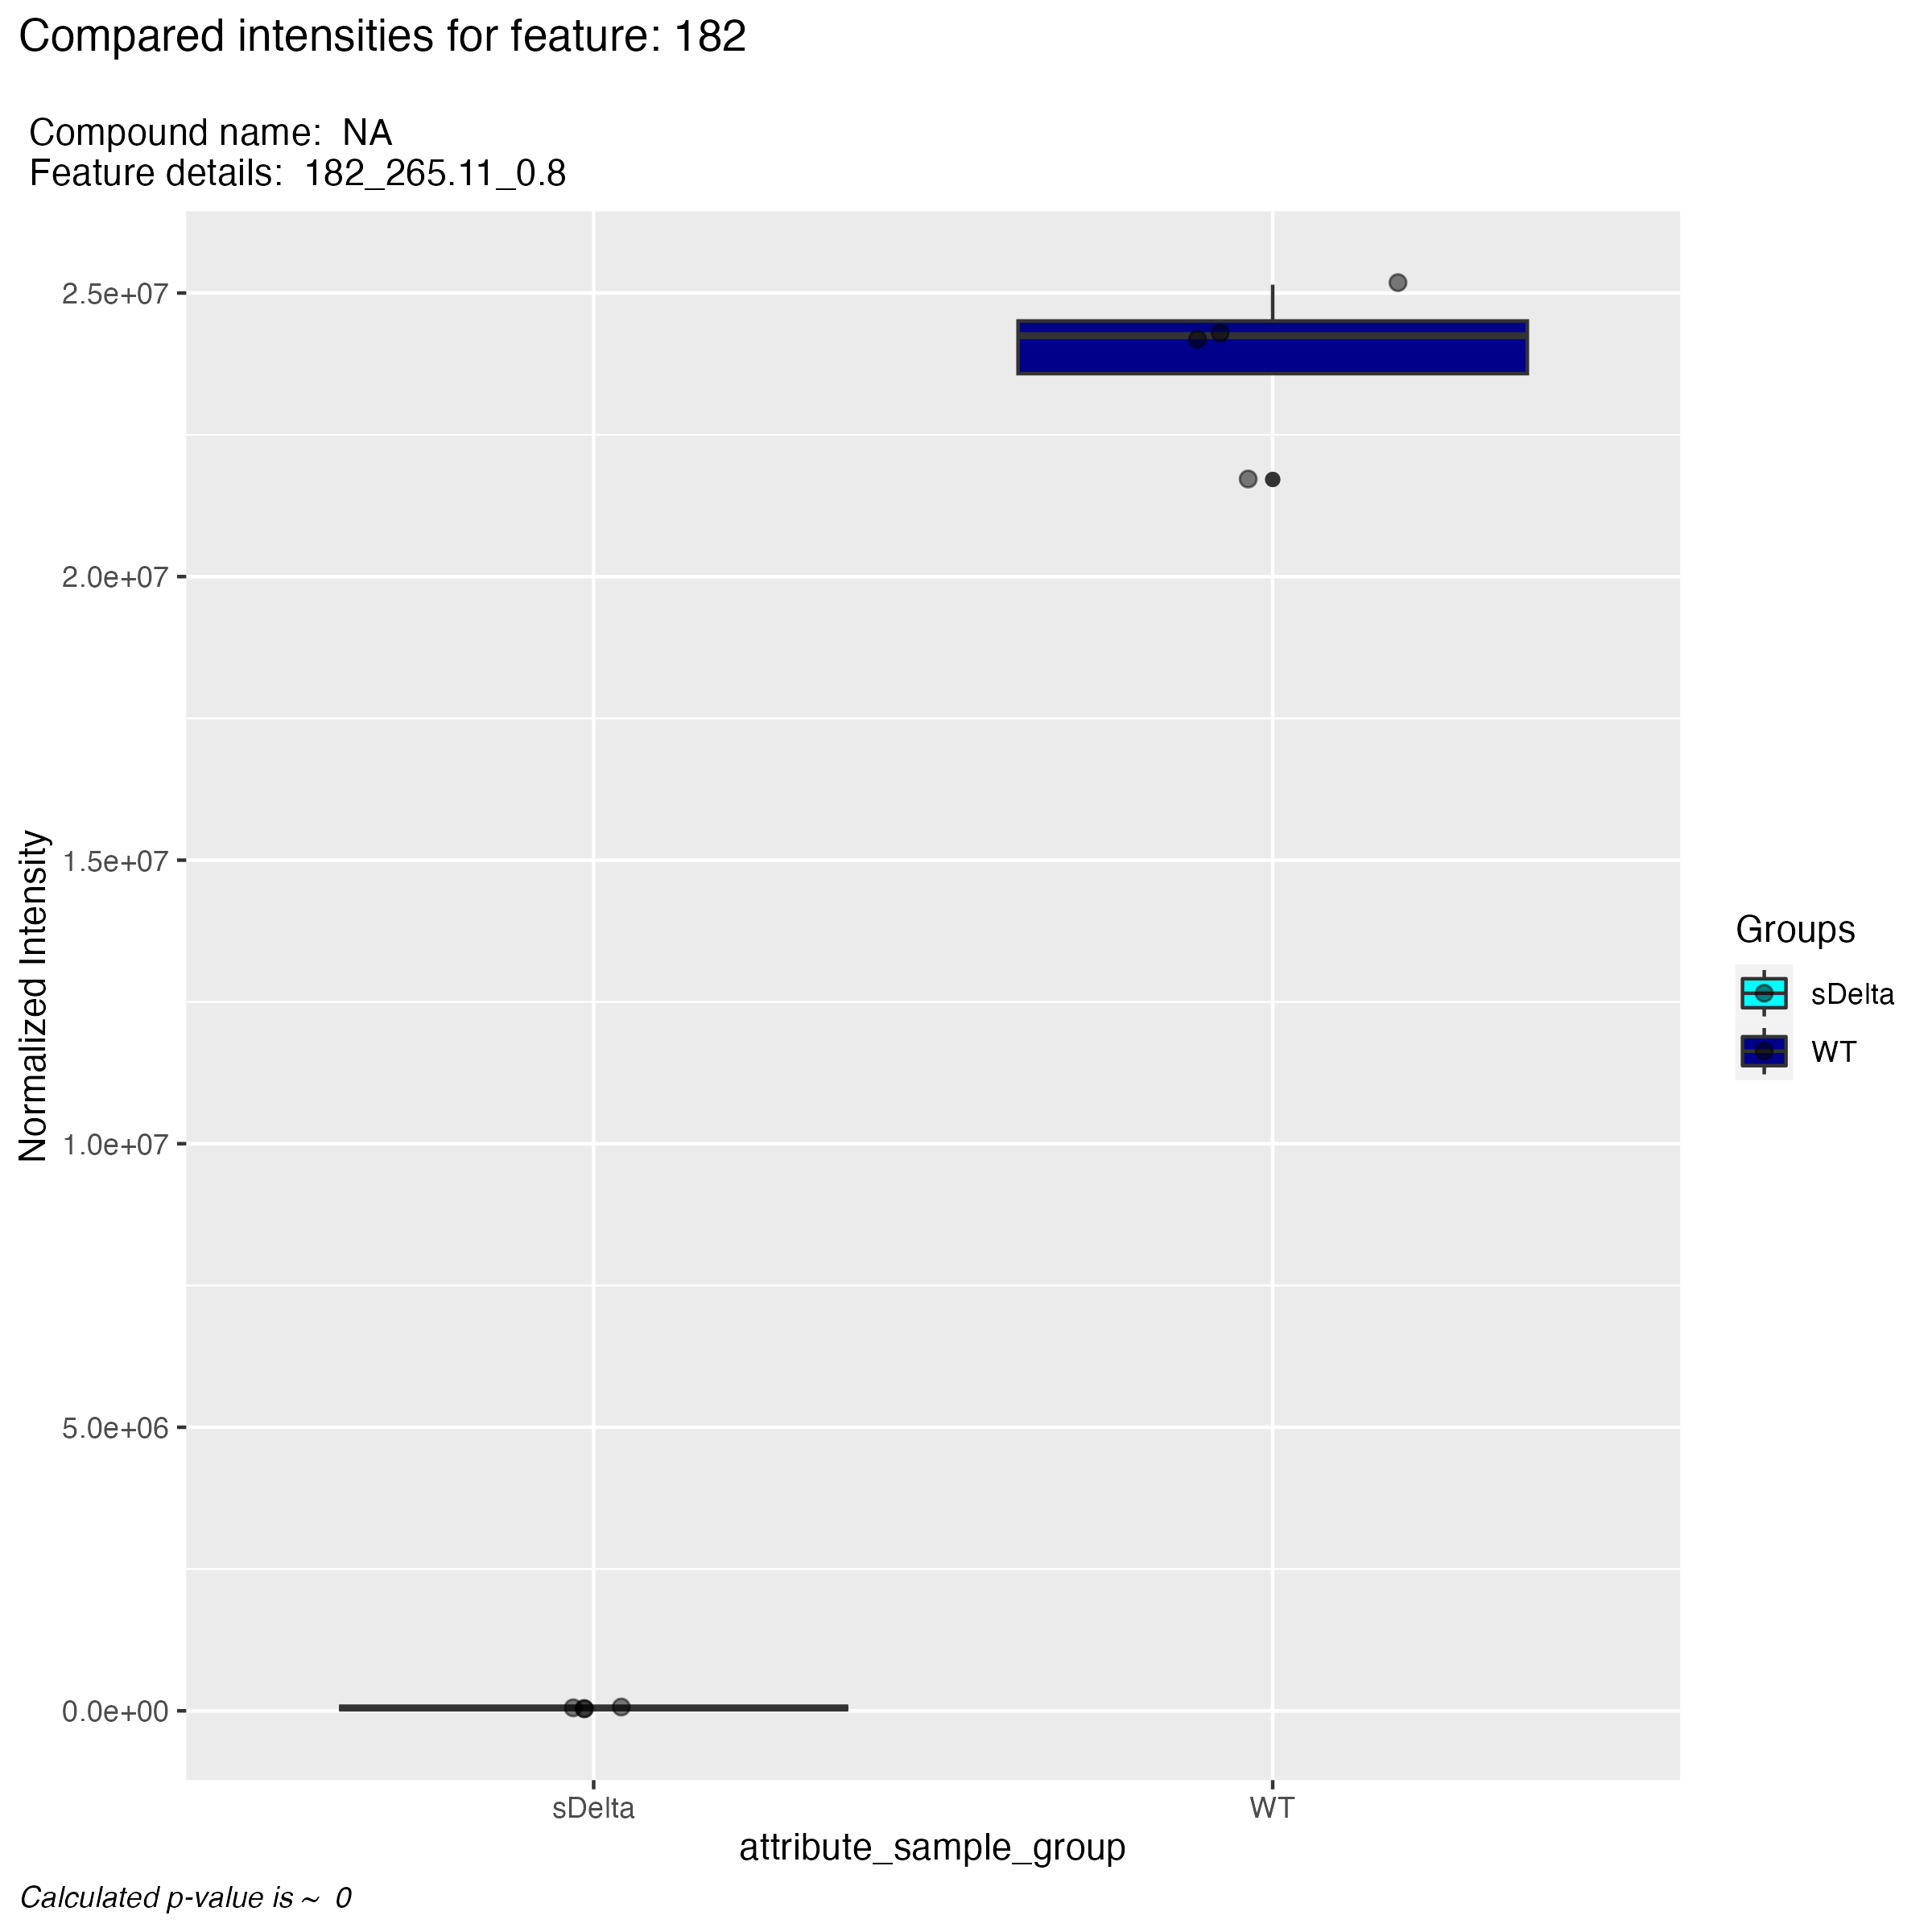 Compared intensities for feature: 182
Compound name:  NA
Feature details:  182_265.11_0.8
Normalized Intensity
2.5e+07
2.0e+07
1.5e+07
1.0e+07
5.0e+06
0.0e+00
sDelta
WT
attribute_sample_group
Groups
sDelta
WT
Calculated p-value is ~  0